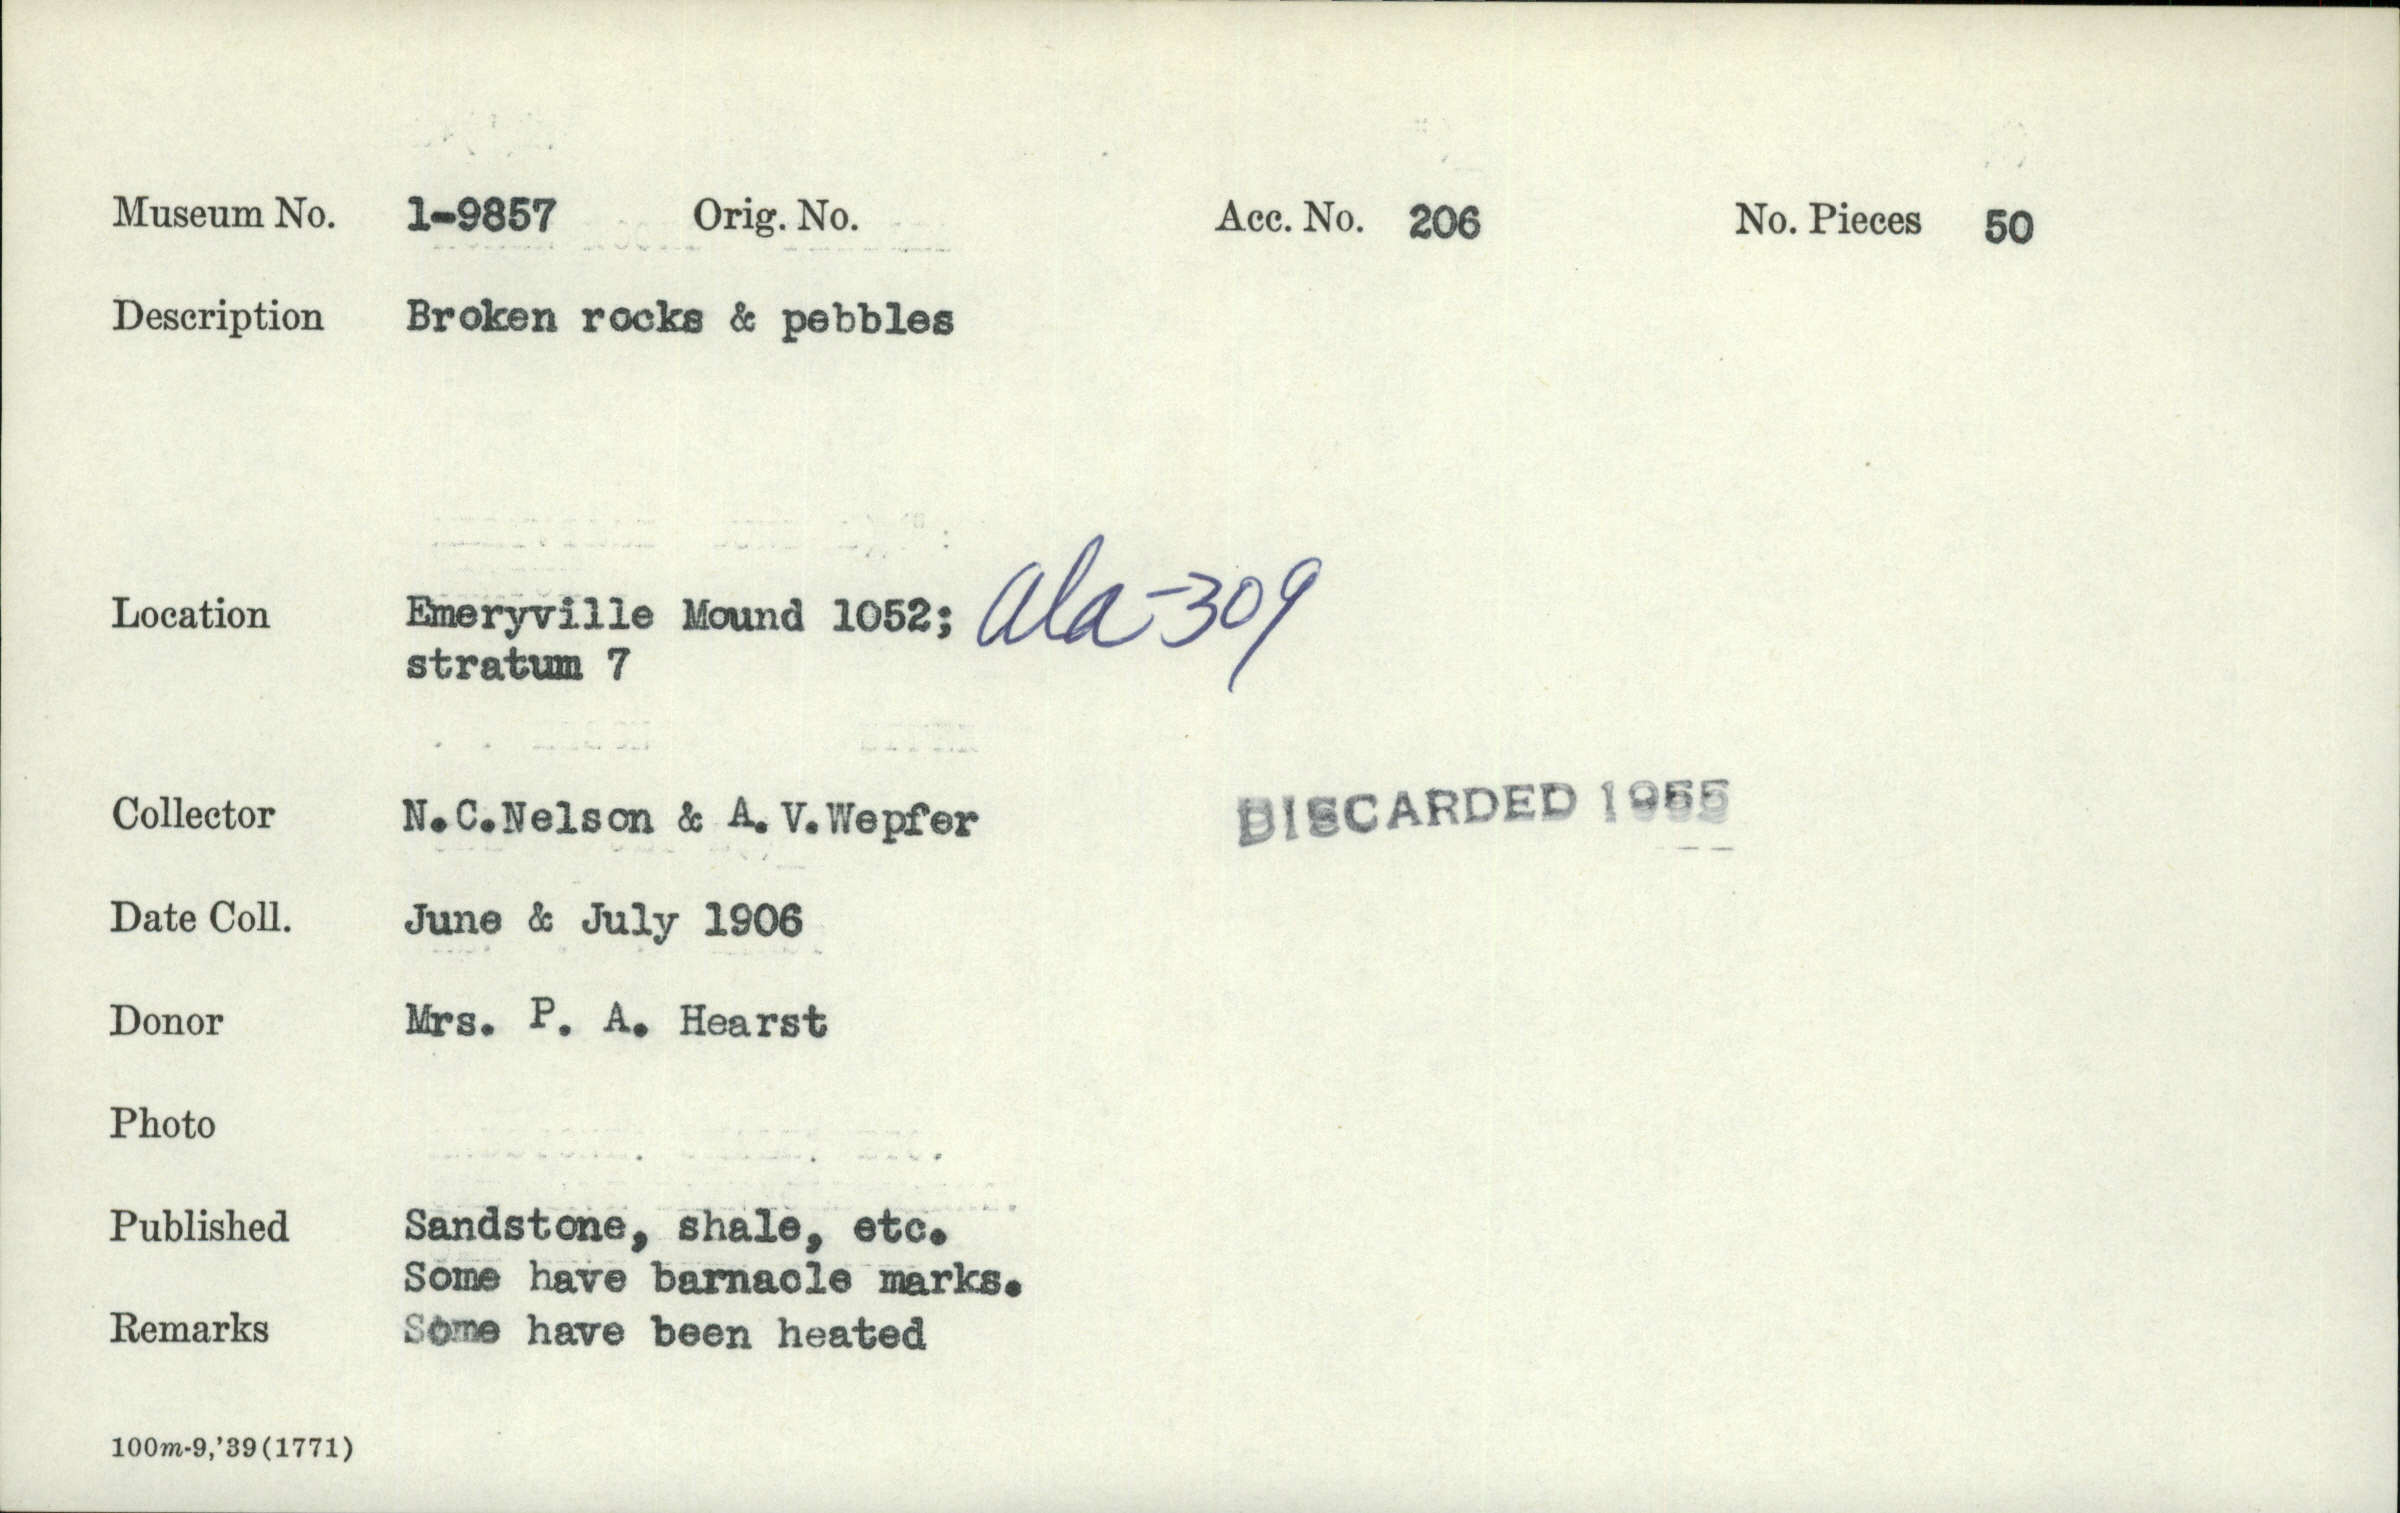 Museum No. 1-9857 Orig. No. Acc. No. 206 No. Pieces 50
Description Broken rocks & pebbles
Location Emeryville Mound 1052; Ala-309
stratum 7
Collector N.C.Nelson & A.V.Wepfer DISCARDED 1955
Date Coll. June & July 1906
Donor Mrs. P. A. Hearst
Photo
Published Sandstone, shale, etc.
Some have barnacle marks.
Remarks Some have been heated
100m-9,'39(1771)